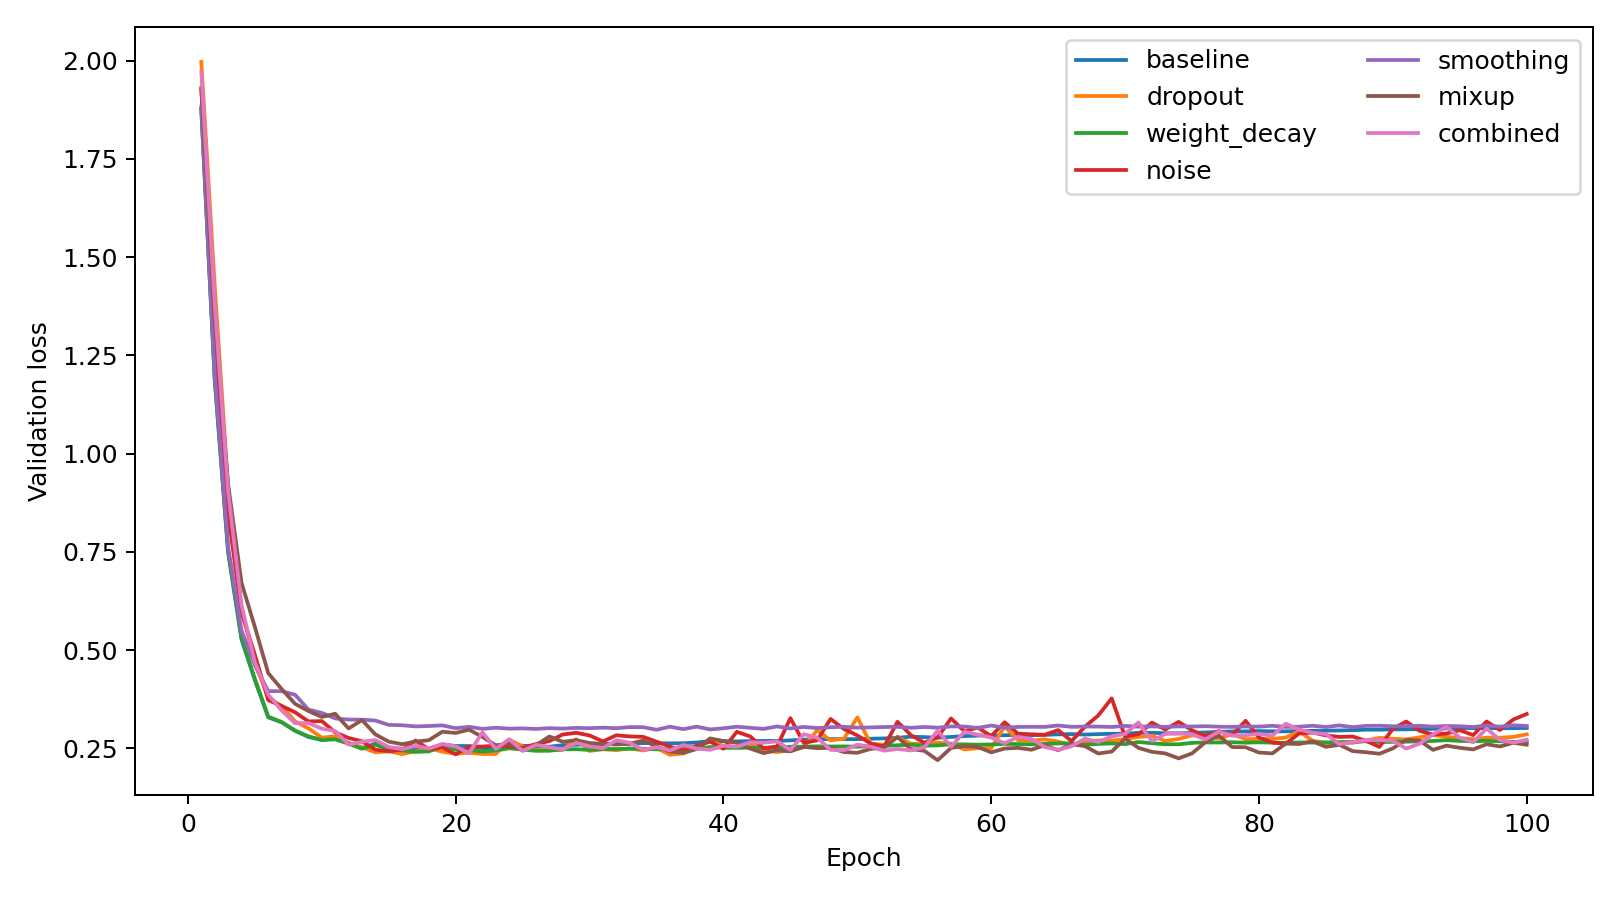 2.00
1.75
1.50
1.25
1.00
0.75
0.50
0.25
Validation loss
0 20 40 60 80 100
Epoch
baseline
dropout
weight_decay
noise
smoothing
mixup
combined